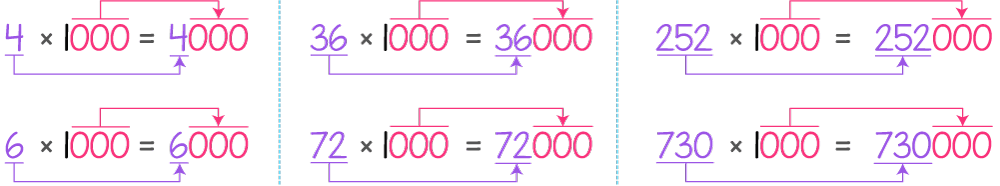 4 × 1000 = 4000
6 × 1000 = 6000
36 × 1000 = 36000
72 × 1000 = 72000
252 × 1000 = 252000
730 × 1000 = 730000